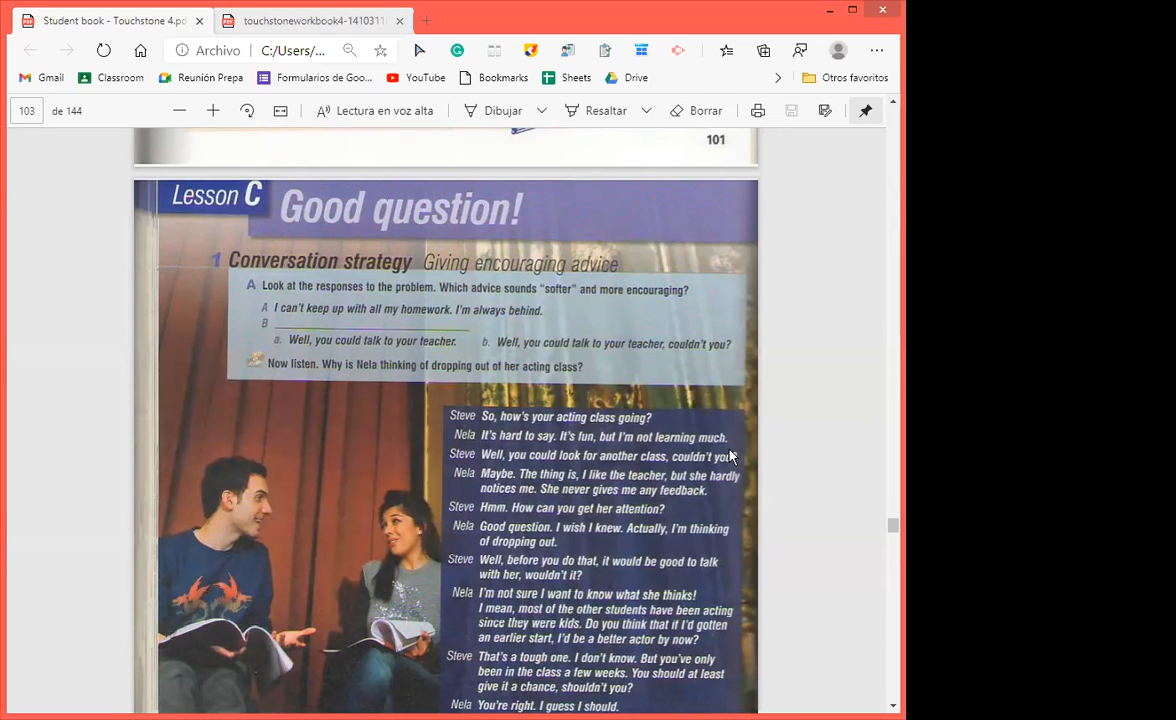 Student book - Touchstone 4.pd
touchstoneworkbook4-1410311
Archivo
C:/Users/...
Gmail
Classroom
Reunión Prepa
Formularios de Goo...
YouTube
Bookmarks
Sheets
Drive
Otros favoritos
103 de 144
Lectura en voz alta
Dibujar
Resaltar
Borrar
101
Lesson C
Good question!
1 Conversation strategy Giving encouraging advice
A Look at the responses to the problem. Which advice sounds "softer" and more encouraging?
A I can't keep up with all my homework. I'm always behind.
B
a. Well, you could talk to your teacher. b. Well, you could talk to your teacher, couldn't you?
Now listen. Why is Nela thinking of dropping out of her acting class?
Steve So, how's your acting class going?
Nela It's hard to say. It's fun, but I'm not learning much.
Steve Well, you could look for another class, couldn't you
Nela Maybe. The thing is, I like the teacher, but she hardly
notices me. She never gives me any feedback.
Steve Hmm. How can you get her attention?
Nela Good question. I wish I knew. Actually, I'm thinking
of dropping out.
Steve Well, before you do that, it would be good to talk
with her, wouldn't it?
Nela I'm not sure I want to know what she thinks!
I mean, most of the other students have been acting
since they were kids. Do you think that if I'd gotten
an earlier start, I'd be a better actor by now?
Steve That's a tough one. I don't know. But you've only
been in the class a few weeks. You should at least
give it a chance, shouldn't you?
Nela You're right. I guess I should.